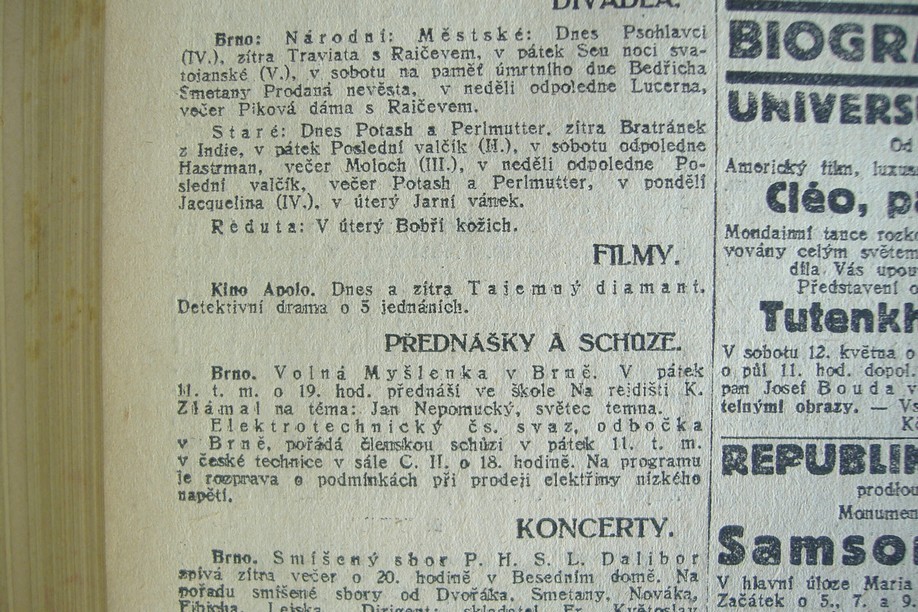 DIVADLA.
Brno: Národní: Městské: Dnes Psohlavci
(IV.), zítra Traviata s Raičevem, v pátek Sen noci sva-
tojanské (V.), v sobotu na paměť úmrtního dne Bedřicha
Smetany Prodaná nevěsta, v neděli odpoledne Lucerna,
večer Piková dáma s Raičevem.
Staré: Dnes Potash a Perlmutter, zítra Bratránek
z Indie, v pátek Poslední valčík (II.), v sobotu odpoledne
Hastrman, večer Moloch (III.), v neděli odpoledne Po-
slední valčík, večer Potash a Perlmutter, v pondělí
Jacquelina (IV.), v úterý Jarní vánek.
Reduta: V úterý Bobří kožich.
FILMY.
Kino Apolo. Dnes a zítra Tajemný diamant.
Detektivní drama o 5 jednáních.
PŘEDNÁŠKY A SCHŮZE.
Brno. Volná Myšlenka v Brně. V pátek
11. t. m. o 19. hod. přednáší ve škole Na rejdišti K.
Zlámal na téma: Jan Nepomucký, světec temna.
Elektrotechnický čs. svaz, odbočka
v Brně, pořádá členskou schůzi v pátek 11. t. m.
v české technice v sále C. II. o 18. hodině. Na programu
je rozprava o podmínkách při prodeji elektřiny nízkého
napětí.
KONCERTY.
Brno. Smíšený sbor P. H. S. L. Dalibor
zpívá zítra večer o 20. hodině v Besedním domě. Na
pořadu smíšené sbory od Dvořáka, Smetany, Nováka,
Fibicha, Dirigent: skladatel Fr. Květoslav
BIOGRA
UNIVERS
Od
Americký film, luxus
Cléo, p
Mondainní tance rozk
vovány celým světem
díla. Vás upou
Představení o
Tutenkh
V sobotu 12. května o
o půl 11. hod. dopol.
pan Josef Bouda v
telnými obrazy. — V
K
REPUBLI
prodlou
Monumen
Samso
V hlavní úloze Maria
Začátek o 5., 7. a 9